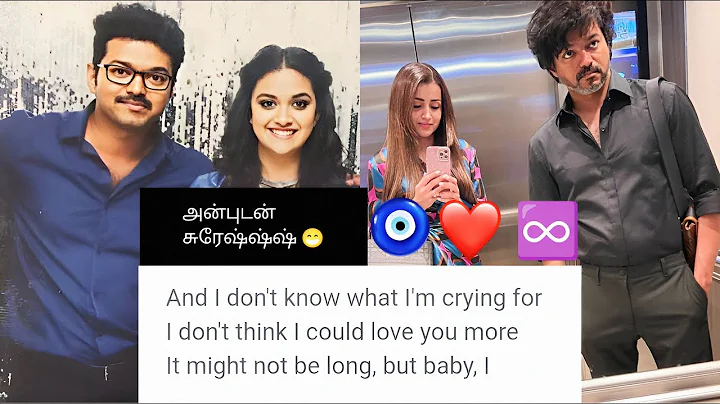 அன்புடன்
சுரேஷ்ஷ்ஷ் 😁
And I don't know what I'm crying for
I don't think I could love you more
It might not be long, but baby, I